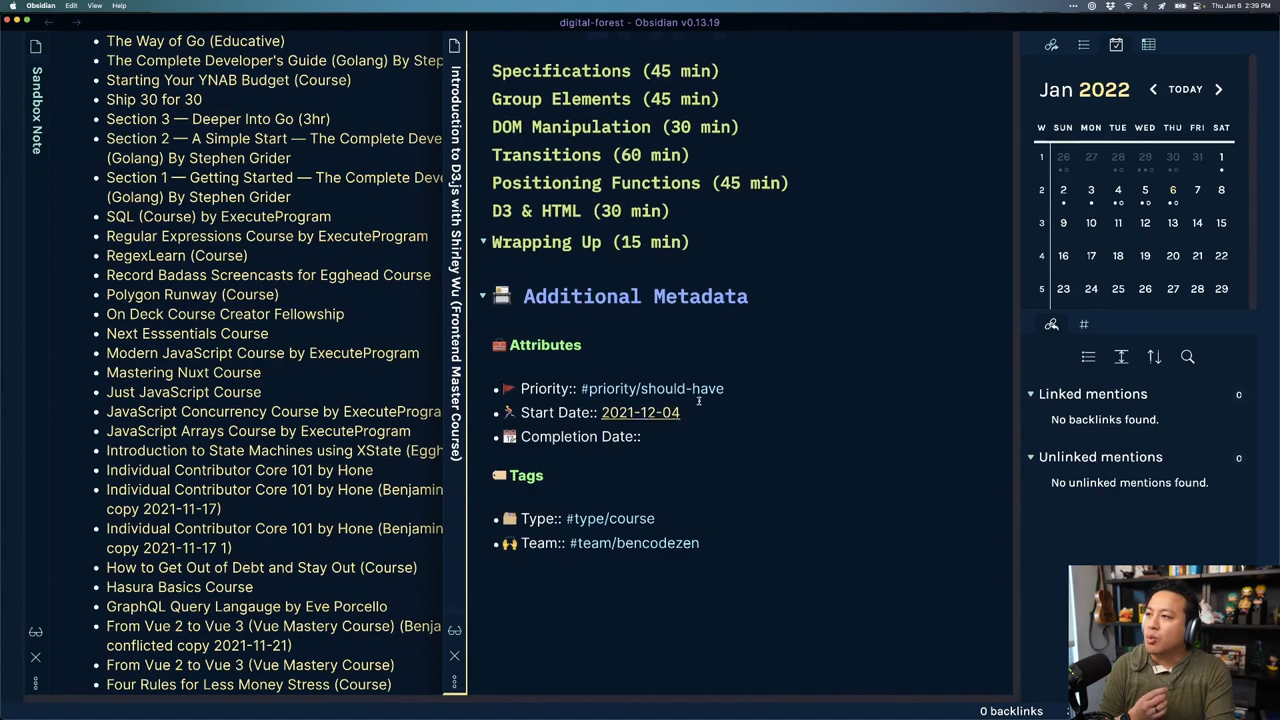 Obsidian Edit View Help
Thu Jan 6 2:39 PM
digital-forest - Obsidian v0.13.19
Sandbox Note
The Way of Go (Educative)
The Complete Developer's Guide (Golang) By Step
Starting Your YNAB Budget (Course)
Ship 30 for 30
Section 3 — Deeper Into Go (3hr)
Section 2 — A Simple Start — The Complete Deve
(Golang) By Stephen Grider
Section 1 — Getting Started — The Complete Deve
(Golang) By Stephen Grider
SQL (Course) by ExecuteProgram
Regular Expressions Course by ExecuteProgram
RegexLearn (Course)
Record Badass Screencasts for Egghead Course
Polygon Runway (Course)
On Deck Course Creator Fellowship
Next Esssentials Course
Modern JavaScript Course by ExecuteProgram
Mastering Nuxt Course
Just JavaScript Course
JavaScript Concurrency Course by ExecuteProgra
JavaScript Arrays Course by ExecuteProgram
Introduction to State Machines using XState (Eggh
Individual Contributor Core 101 by Hone
Individual Contributor Core 101 by Hone (Benjamin
copy 2021-11-17)
Individual Contributor Core 101 by Hone (Benjamin
copy 2021-11-17 1)
How to Get Out of Debt and Stay Out (Course)
Hasura Basics Course
GraphQL Query Langauge by Eve Porcello
From Vue 2 to Vue 3 (Vue Mastery Course) (Benja
conflicted copy 2021-11-21)
From Vue 2 to Vue 3 (Vue Mastery Course)
Four Rules for Less Money Stress (Course)
Introduction to D3.js with Shirley Wu (Frontend Master Course)
Specifications (45 min)
Group Elements (45 min)
DOM Manipulation (30 min)
Transitions (60 min)
Positioning Functions (45 min)
D3 & HTML (30 min)
Wrapping Up (15 min)
Additional Metadata
Attributes
Priority:: #priority/should-have
Start Date:: 2021-12-04
Completion Date::
Tags
Type:: #type/course
Team:: #team/bencodezen
Jan 2022
TODAY
W SUN MON TUE WED THU FRI SAT
1 26 27 28 29 30 31 1
2 2 3 4 5 6 7 8
3 9 10 11 12 13 14 15
4 16 17 18 19 20 21 22
5 23 24 25 26 27 28 29
#
Linked mentions 0
No backlinks found.
Unlinked mentions 0
No unlinked mentions found.
0 backlinks